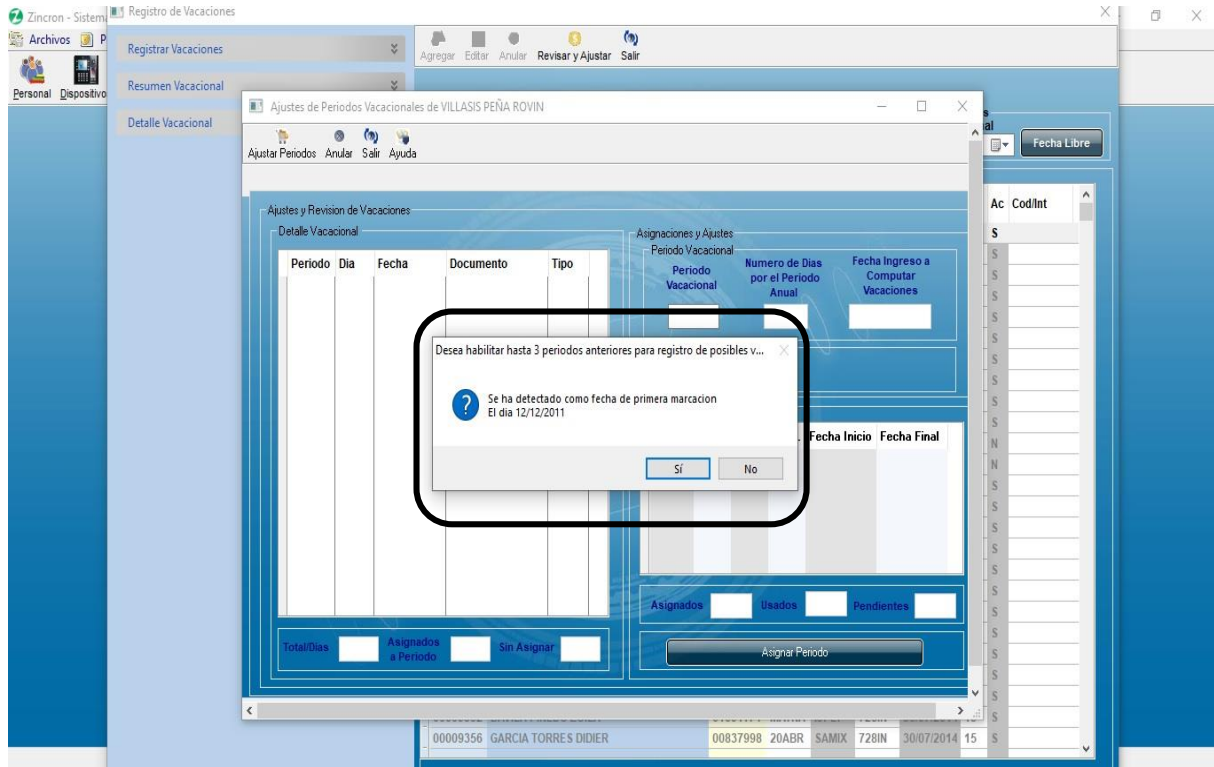 Zincron - Sistema
Registro de Vacaciones
Archivos
Personal Dispositivo
Registrar Vacaciones
Resumen Vacacional
Detalle Vacacional
Agregar Editar Anular Revisar y Ajustar Salir
Ajustes de Periodos Vacacionales de VILLASIS PEÑA ROVIN
Ajustar Periodos Anular Salir Ayuda
al
Fecha Libre
Ac Cod/Int
Ajustes y Revision de Vacaciones
Detalle Vacacional
Periodo Dia Fecha Documento Tipo
Asignaciones y Ajustes
Periodo Vacacional
Periodo Vacacional
Numero de Dias por el Periodo Anual
Fecha Ingreso a Computar Vacaciones
Desea habilitar hasta 3 periodos anteriores para registro de posibles v...
Se ha detectado como fecha de primera marcacion
El dia 12/12/2011
Sí No
Fecha Inicio Fecha Final
Asignados Usados Pendientes
Asignar Periodo
Total/Dias Asignados a Periodo Sin Asignar
S
S
S
S
S
S
S
S
S
S
N
N
S
S
S
S
S
S
S
S
S
S
S
S
00009356 GARCIA TORRES DIDIER 00837998 20ABR SAMIX 728IN 30/07/2014 15 S